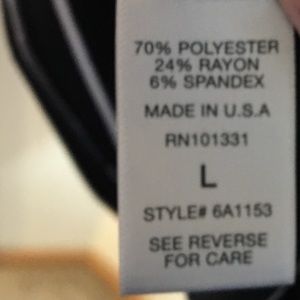 70% POLYESTER
24% RAYON
6% SPANDEX
MADE IN U.S.A
RN101331
L
STYLE# 6A1153
SEE REVERSE
FOR CARE